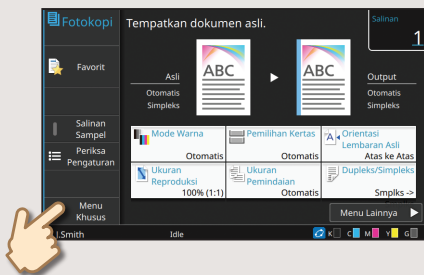 Fotokopi
Tempatkan dokumen asli.
Salinan
1
Favorit
Asli
Otomatis
Simpleks
ABC
ABC
Output
Otomatis
Simpleks
Salinan
Sampel
Periksa
Pengaturan
Menu
Khusus
Mode Warna
Otomatis
Pemilihan Kertas
Otomatis
A
Orientasi
Lembaran Asli
Atas ke Atas
Ukuran
Reproduksi
100% (1:1)
Ukuran
Pemindaian
Otomatis
Dupleks/Simpleks
Smplks ->
Menu Lainnya
J.Smith
Idle
K C M Y G